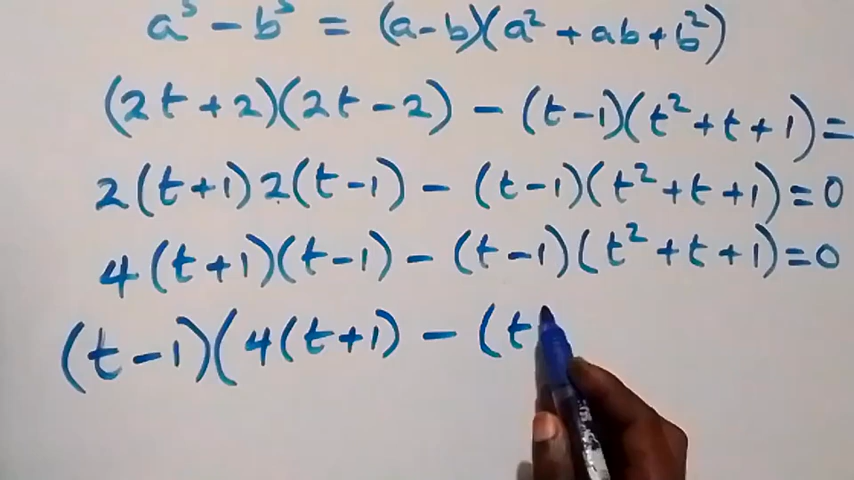 a³ - b³ = (a-b)(a² + ab + b²)
(2t + 2)(2t - 2) - (t-1)(t² + t + 1) =
2(t+1)2(t-1) - (t-1)(t² + t + 1) = 0
4(t+1)(t-1) - (t-1)(t² + t + 1) = 0
(t-1)(4(t+1) - (t